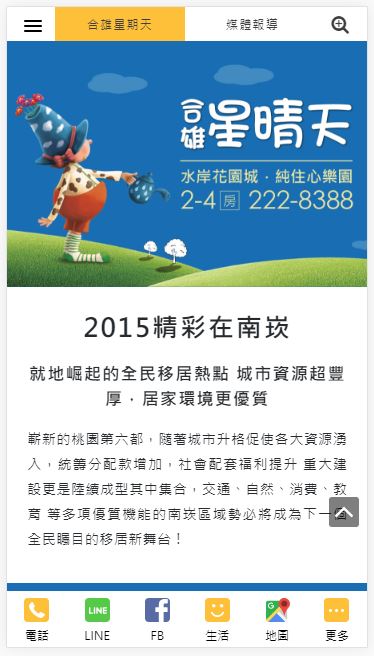 合雄星期天 媒體報導
合雄 星晴天
水岸花園城·純住心樂園
2-4房 222-8388
2015精彩在南崁
就地崛起的全民移居熱點 城市資源超豐
厚，居家環境更優質
嶄新的桃園第六都，隨著城市升格促使各大資源湧
入，統籌分配款增加，社會配套福利提升 重大建
設更是陸續成型其中集合，交通、自然、消費、教
育 等多項優質機能的南崁區域勢必將成為下一個
全民矚目的移居新舞台！
LINE
電話 LINE FB 生活 地圖 更多